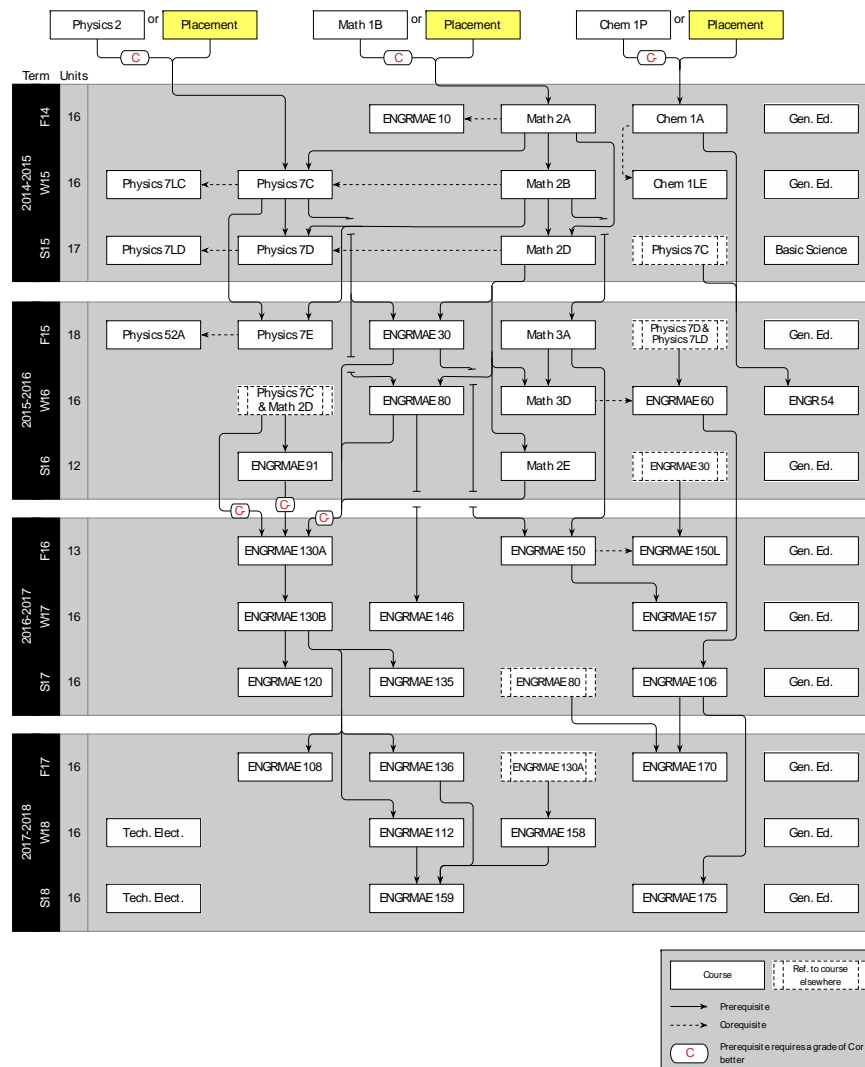 Physics 2 or Placement Math 1B or Placement Chem 1P or Placement
C C C-
Term Units
2014-2015
F14 16 ENGRMAE 10 Math 2A Chem 1A Gen. Ed.
W15 16 Physics 7LC Physics 7C Math 2B Chem 1LE Gen. Ed.
S15 17 Physics 7LD Physics 7D Math 2D Physics 7C Basic Science
2015-2016
F15 18 Physics 52A Physics 7E ENGRMAE 30 Math 3A Physics 7D & Gen. Ed.
Physics 7LD
W16 16 Physics 7C ENGRMAE 80 Math 3D ENGRMAE 60 ENGR 54
& Math 2D
S16 12 ENGRMAE 91 Math 2E ENGRMAE 30 Gen. Ed.
C- C- C-
2016-2017
F16 13 ENGRMAE 130A ENGRMAE 150 ENGRMAE 150L Gen. Ed.
W17 16 ENGRMAE 130B ENGRMAE 146 ENGRMAE 157 Gen. Ed.
S17 16 ENGRMAE 120 ENGRMAE 135 ENGRMAE 80 ENGRMAE 106 Gen. Ed.
2017-2018
F17 16 ENGRMAE 108 ENGRMAE 136 ENGRMAE 130A ENGRMAE 170 Gen. Ed.
W18 16 Tech. Elect. ENGRMAE 112 ENGRMAE 158 Gen. Ed.
S18 16 Tech. Elect. ENGRMAE 159 ENGRMAE 175 Gen. Ed.
Course Ref. to course
elsewhere
Prerequisite
Corequisite
C Prerequisite requires a grade of C or
better